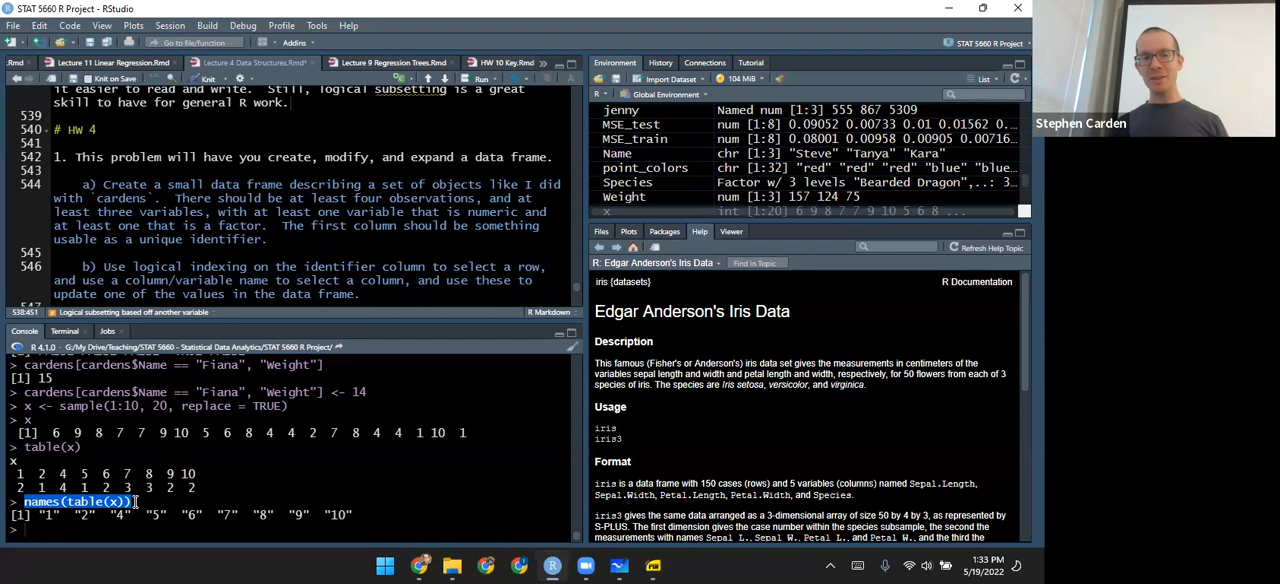 STAT 5660 R Project - RStudio
File Edit Code View Plots Session Build Debug Profile Tools Help
Go to file/function Addins STAT 5660 R Project
.Rmd Lecture 11 Linear Regression.Rmd Lecture 4 Data Structures.Rmd* Lecture 9 Regression Trees.Rmd HW 10 Key.Rmd
Knit on Save Knit Run
it easier to read and write. Still, logical subsetting is a great
skill to have for general R work.
539
540 # HW 4
541
542 1. This problem will have you create, modify, and expand a data frame.
543
544 a) Create a small data frame describing a set of objects like I did
with `cardens`. There should be at least four observations, and at
least three variables, with at least one variable that is numeric and
at least one that is a factor. The first column should be something
usable as a unique identifier.
545
546 b) Use logical indexing on the identifier column to select a row,
and use a column/variable name to select a column, and use these to
update one of the values in the data frame.
547
538:451 Logical subsetting based off another variable R Markdown
Console Terminal Jobs
R 4.1.0 · G:/My Drive/Teaching/STAT 5660 - Statistical Data Analytics/STAT 5660 R Project/
> cardens[cardens$Name == "Fiana", "Weight"]
[1] 15
> cardens[cardens$Name == "Fiana", "Weight"] <- 14
> x <- sample(1:10, 20, replace = TRUE)
> x
[1] 6 9 8 7 7 9 10 5 6 8 4 4 2 7 8 4 4 1 10 1
> table(x)
x
1 2 4 5 6 7 8 9 10
2 1 4 1 2 3 3 2 2
> names(table(x))
[1] "1" "2" "4" "5" "6" "7" "8" "9" "10"
>
Environment History Connections Tutorial
Import Dataset 104 MiB List
R Global Environment
jenny Named num [1:3] 555 867 5309
MSE_test num [1:8] 0.09052 0.00733 0.01 0.01562 0.…
MSE_train num [1:8] 0.08001 0.00958 0.00905 0.00716…
Name chr [1:3] "Steve" "Tanya" "Kara"
point_colors chr [1:32] "red" "red" "red" "blue" "blue…
Species Factor w/ 3 levels "Bearded Dragon",..: 3…
Weight num [1:3] 157 124 75
x int [1:20] 6 9 8 7 7 9 10 5 6 8 ...
Files Plots Packages Help Viewer
Refresh Help Topic
R: Edgar Anderson's Iris Data Find in Topic
iris {datasets} R Documentation
Edgar Anderson's Iris Data
Description
This famous (Fisher's or Anderson's) iris data set gives the measurements in centimeters of the
variables sepal length and width and petal length and width, respectively, for 50 flowers from each of 3
species of iris. The species are Iris setosa, versicolor, and virginica.
Usage
iris
iris3
Format
iris is a data frame with 150 cases (rows) and 5 variables (columns) named Sepal.Length,
Sepal.Width, Petal.Length, Petal.Width, and Species.
iris3 gives the same data arranged as a 3-dimensional array of size 50 by 4 by 3, as represented by
S-PLUS. The first dimension gives the case number within the species subsample, the second the
measurements with names Sepal L., Sepal W., Petal L., and Petal W., and the third the
Stephen Carden
1:33 PM
5/19/2022